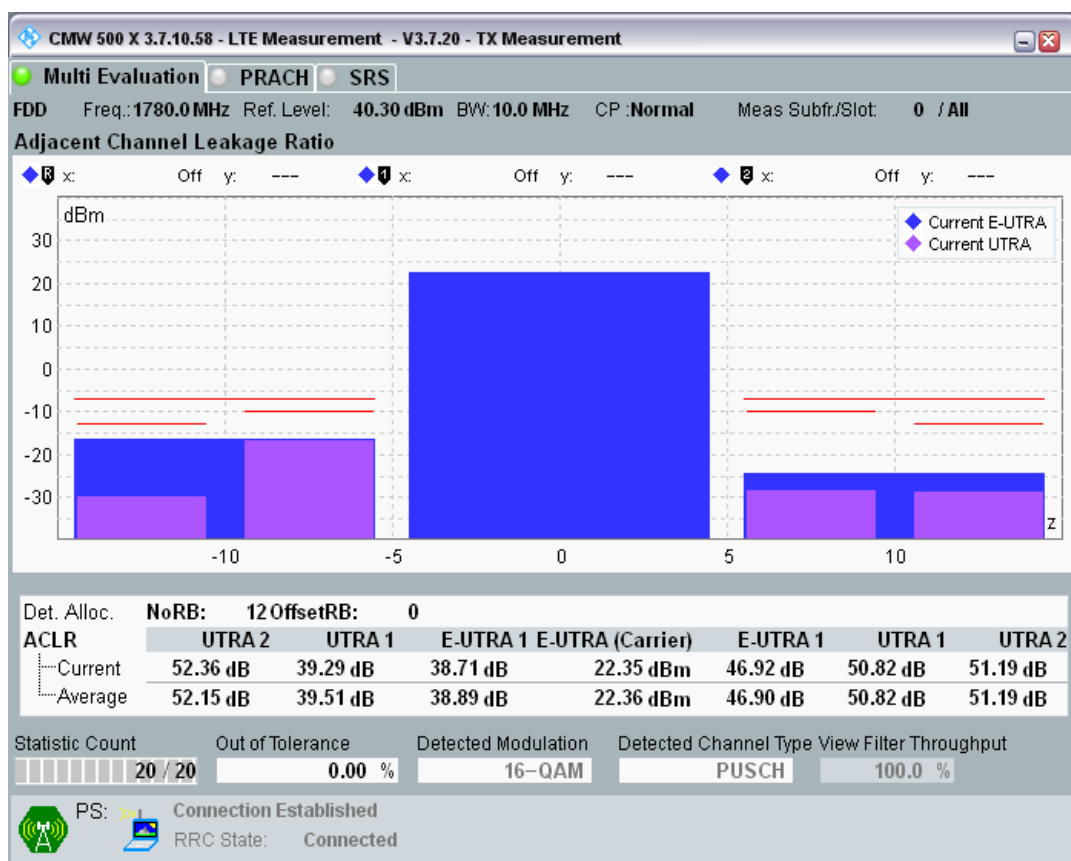 CMW 500 X 3.7.10.58 - LTE Measurement - V3.7.20 - TX Measurement
Multi Evaluation PRACH SRS
FDD Freq.: 1780.0 MHz Ref. Level: 40.30 dBm BW: 10.0 MHz CP : Normal Meas Subfr./Slot: 0 / All
Adjacent Channel Leakage Ratio
R x: Off y: --- 1 x: Off y: --- 2 x: Off y: ---
dBm
Current E-UTRA
Current UTRA
30
20
10
0
-10
-20
-30
z
-10 -5 0 5 10
Det. Alloc. NoRB: 12 OffsetRB: 0
ACLR UTRA 2 UTRA 1 E-UTRA 1 E-UTRA (Carrier) E-UTRA 1 UTRA 1 UTRA 2
Current 52.36 dB 39.29 dB 38.71 dB 22.35 dBm 46.92 dB 50.82 dB 51.19 dB
Average 52.15 dB 39.51 dB 38.89 dB 22.36 dBm 46.90 dB 50.82 dB 51.19 dB
Statistic Count Out of Tolerance Detected Modulation Detected Channel Type View Filter Throughput
20 / 20 0.00 % 16-QAM PUSCH 100.0 %
PS: Connection Established
RRC State: Connected